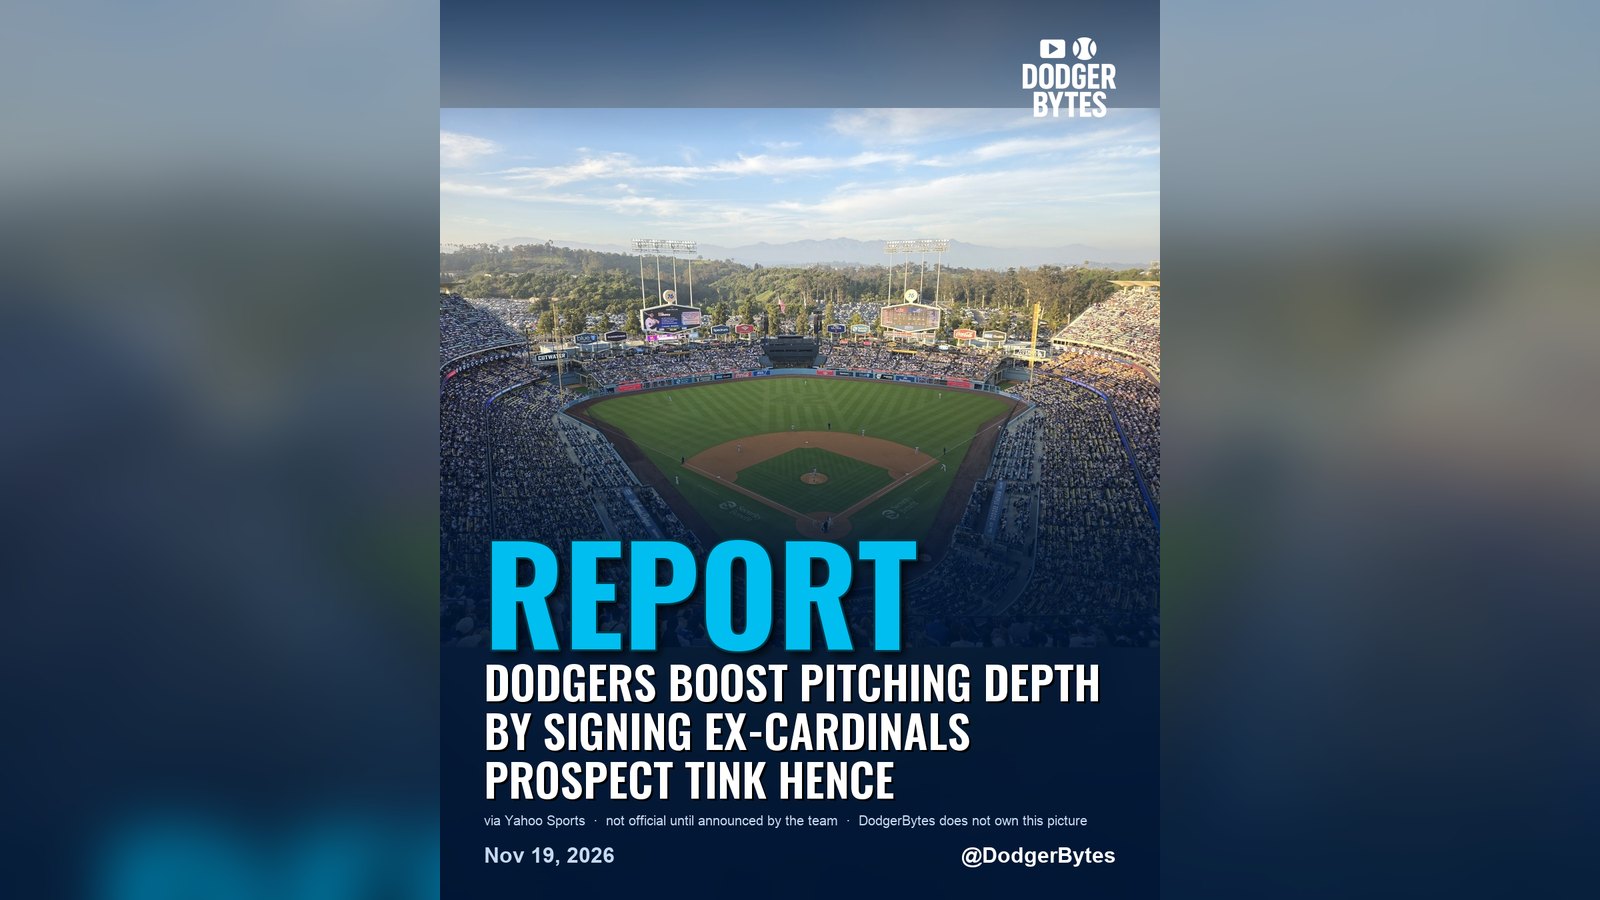 DODGER
BYTES
CUTWATER
REPORT
DODGERS BOOST PITCHING DEPTH
BY SIGNING EX-CARDINALS
PROSPECT TINK HENCE
via Yahoo Sports · not official until announced by the team · DodgerBytes does not own this picture
Nov 19, 2026
@DodgerBytes